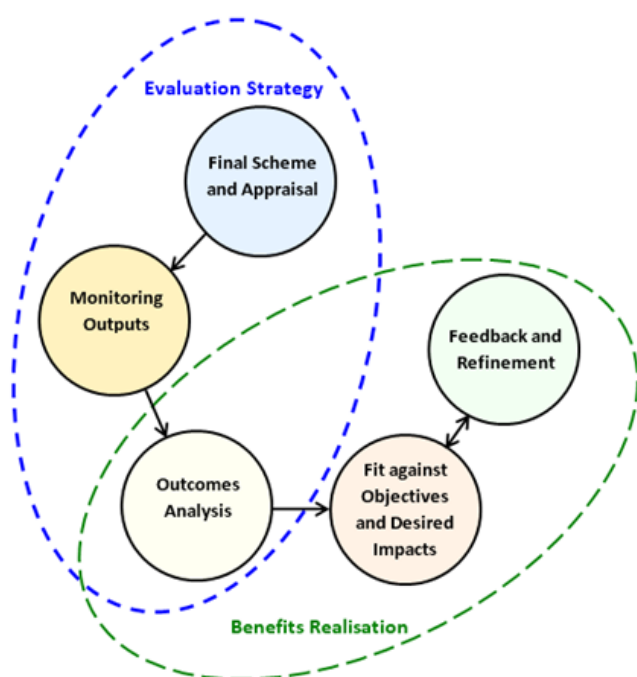 Evaluation Strategy
Final Scheme
and Appraisal
Monitoring
Outputs
Feedback and
Refinement
Outcomes
Analysis
Fit against
Objectives
and Desired
Impacts
Benefits Realisation